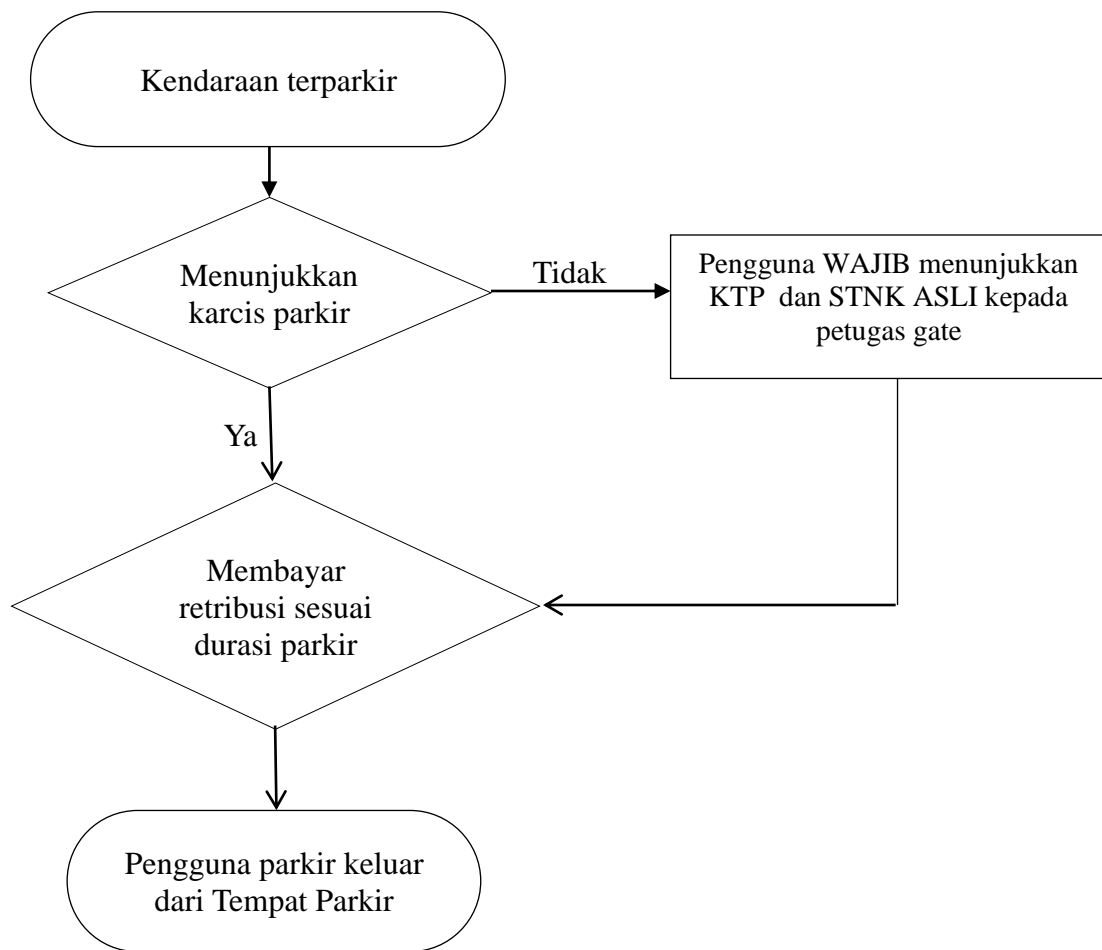 Kendaraan terparkir
Menunjukkan
karcis parkir
Tidak
Pengguna WAJIB menunjukkan
KTP dan STNK ASLI kepada
petugas gate
Ya
Membayar
retribusi sesuai
durasi parkir
Pengguna parkir keluar
dari Tempat Parkir